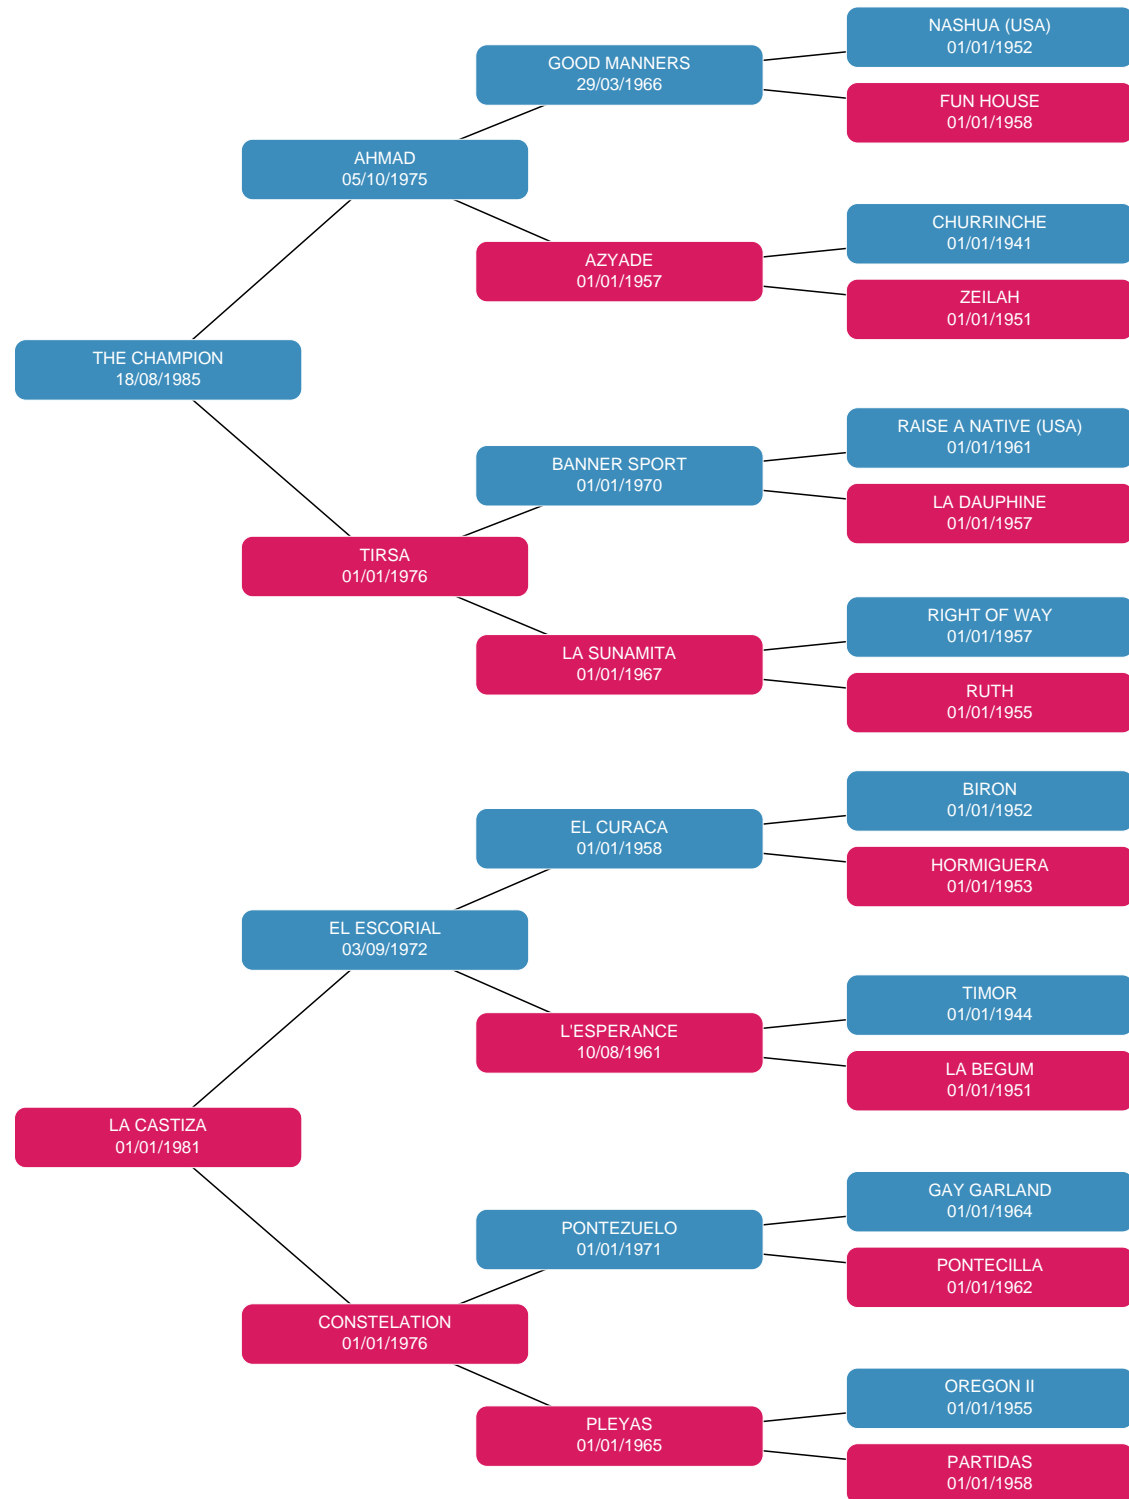 NASHUA (USA)
01/01/1952
GOOD MANNERS
29/03/1966
FUN HOUSE
01/01/1958
AHMAD
05/10/1975
CHURRINCHE
01/01/1941
AZYADE
01/01/1957
ZEILAH
01/01/1951
THE CHAMPION
18/08/1985
RAISE A NATIVE (USA)
01/01/1961
BANNER SPORT
01/01/1970
LA DAUPHINE
01/01/1957
TIRSA
01/01/1976
RIGHT OF WAY
01/01/1957
LA SUNAMITA
01/01/1967
RUTH
01/01/1955
BIRON
01/01/1952
EL CURACA
01/01/1958
HORMIGUERA
01/01/1953
EL ESCORIAL
03/09/1972
TIMOR
01/01/1944
L'ESPERANCE
10/08/1961
LA BEGUM
01/01/1951
LA CASTIZA
01/01/1981
GAY GARLAND
01/01/1964
PONTEZUELO
01/01/1971
PONTECILLA
01/01/1962
CONSTELATION
01/01/1976
OREGON II
01/01/1955
PLEYAS
01/01/1965
PARTIDAS
01/01/1958